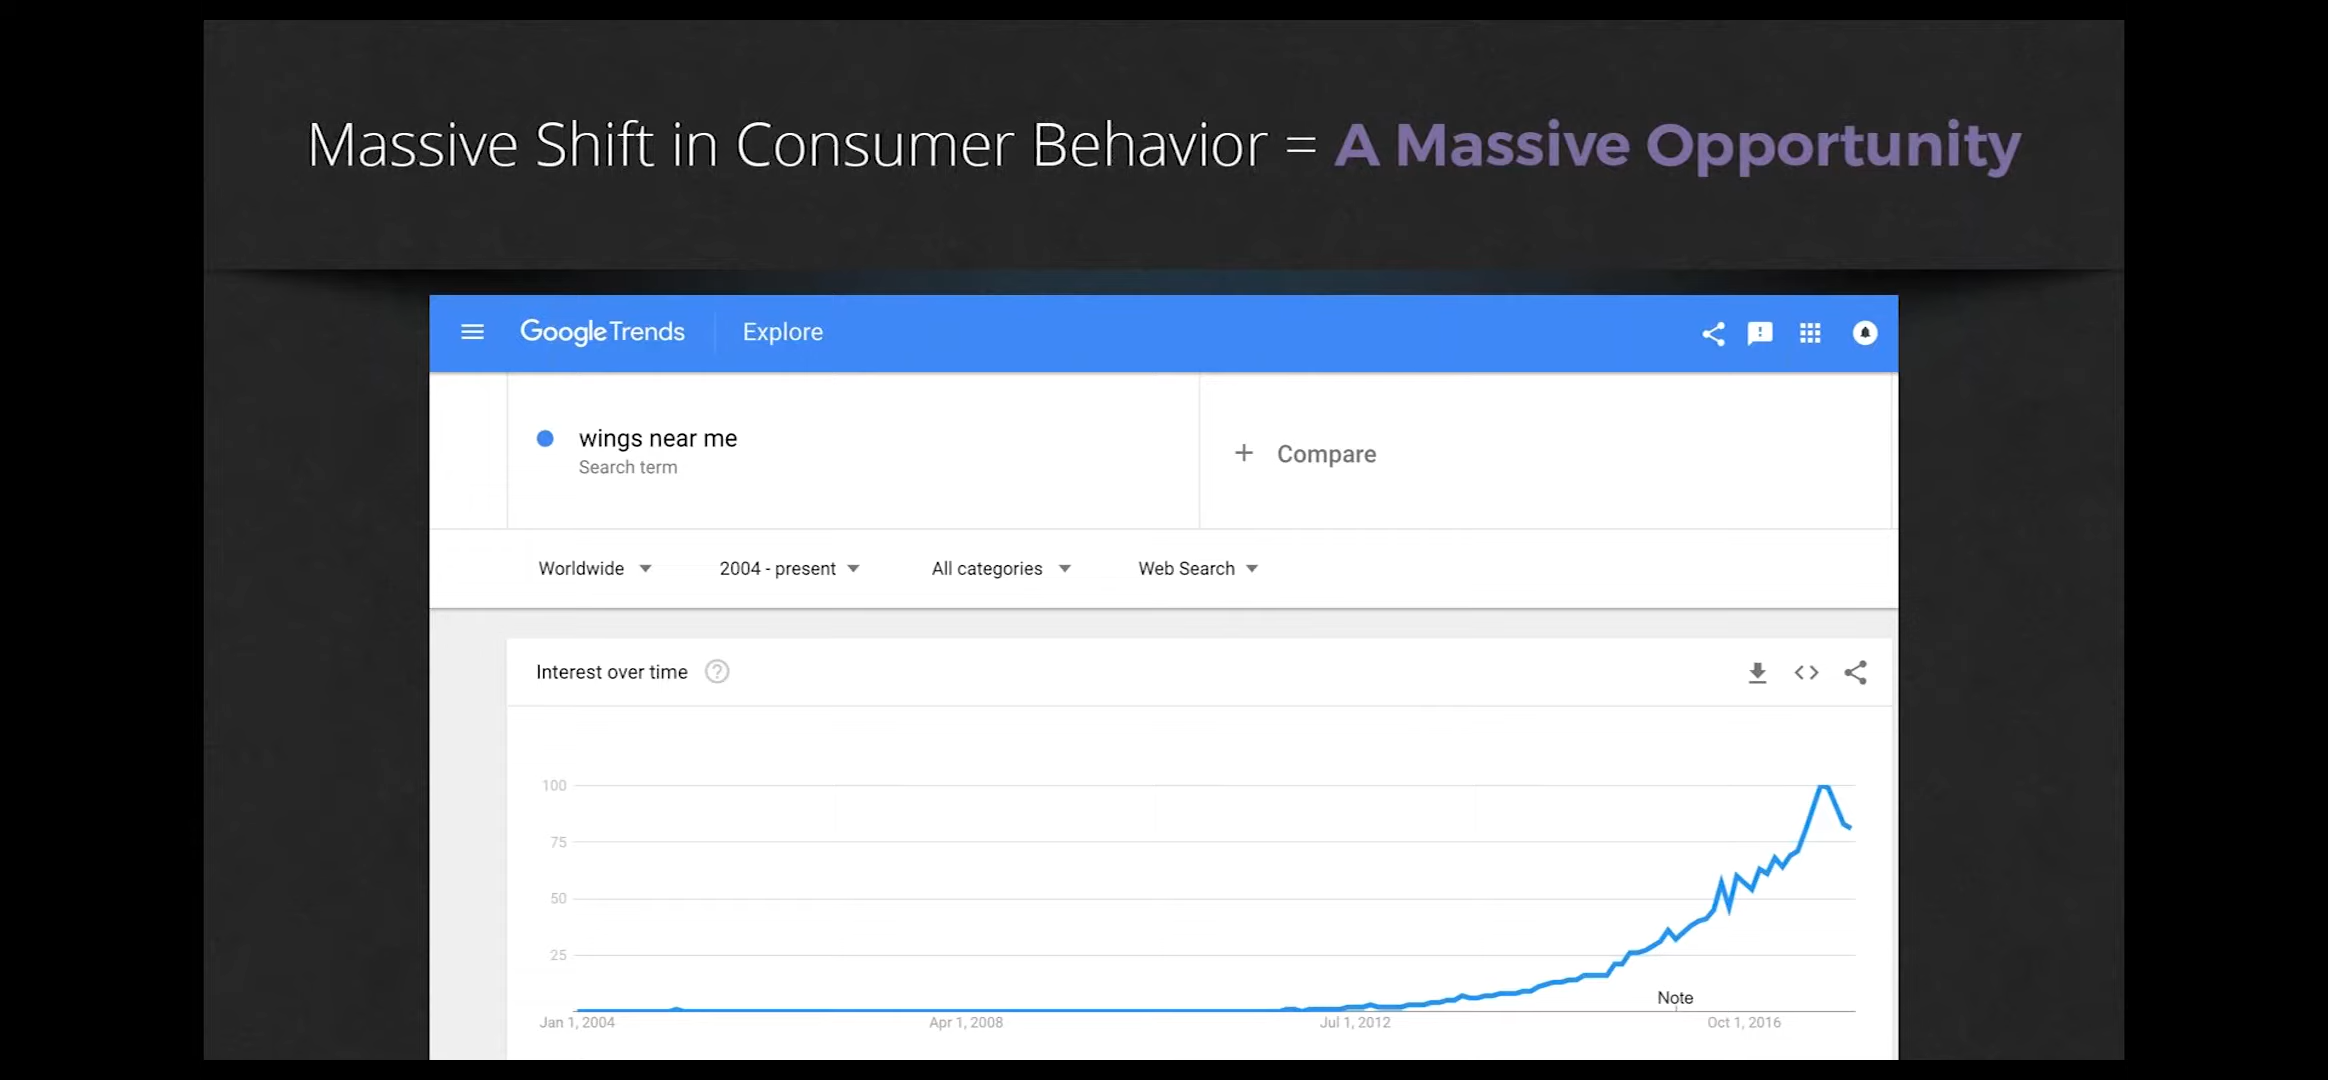 Massive Shift in Consumer Behavior = A Massive Opportunity
Google Trends Explore
wings near me
Search term
+ Compare
Worldwide 2004 - present All categories Web Search
Interest over time ?
100
75
50
25
Note
Jan 1, 2004 Apr 1, 2008 Jul 1, 2012 Oct 1, 2016